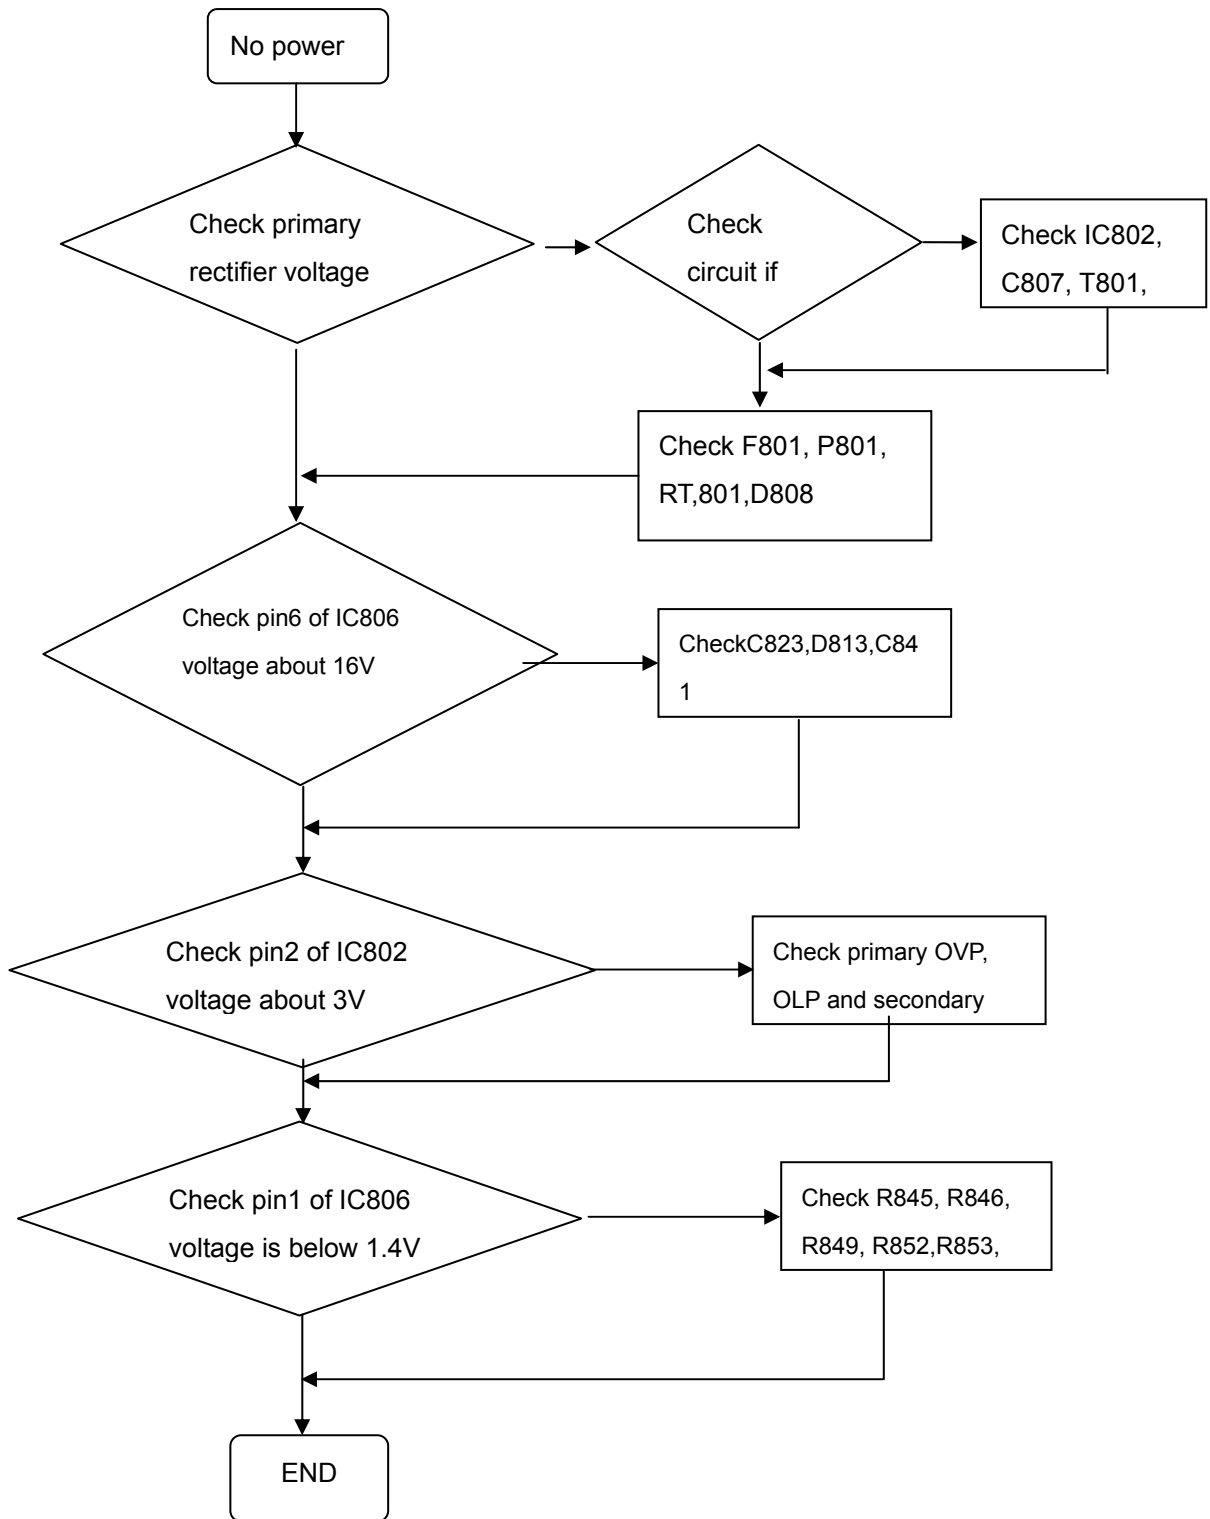 No power
Check primary
rectifier voltage
Check
circuit if
Check IC802,
C807, T801,
Check F801, P801,
RT,801,D808
Check pin6 of IC806
voltage about 16V
CheckC823,D813,C84
1
Check pin2 of IC802
voltage about 3V
Check primary OVP,
OLP and secondary
Check pin1 of IC806
voltage is below 1.4V
Check R845, R846,
R849, R852,R853,
END